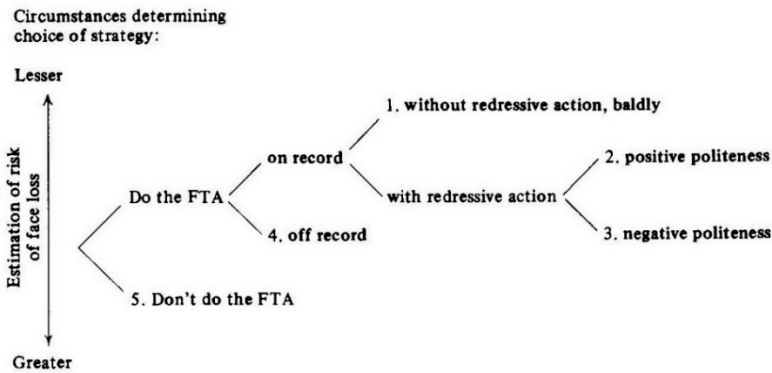 Circumstances determining
choice of strategy:
Lesser
1. without redressive action, baldly
on record
2. positive politeness
Do the FTA
with redressive action
4. off record
3. negative politeness
5. Don't do the FTA
Estimation of risk
of face loss
Greater